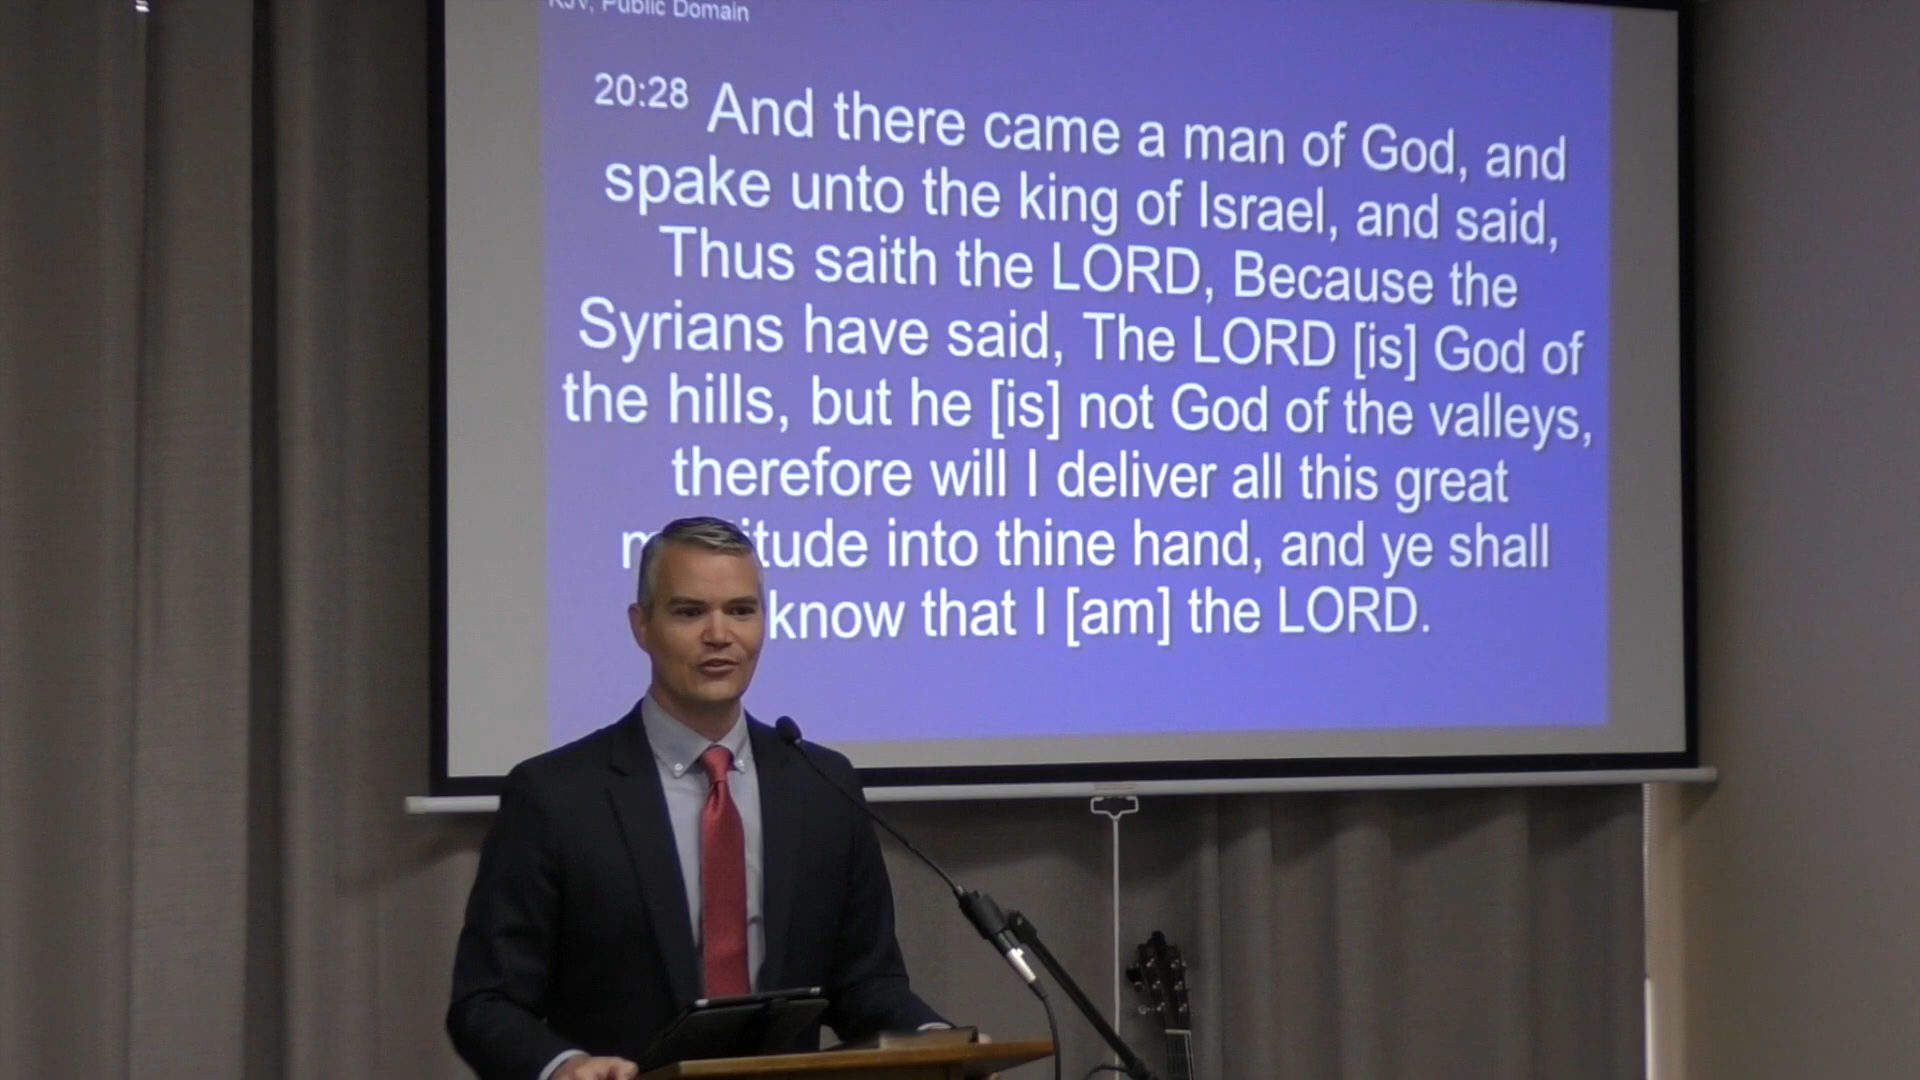 KJV, Public Domain
20:28 And there came a man of God, and
spake unto the king of Israel, and said,
Thus saith the LORD, Because the
Syrians have said, The LORD [is] God of
the hills, but he [is] not God of the valleys,
therefore will I deliver all this great
into thine hand, and ye shall
know that I [am] the LORD.